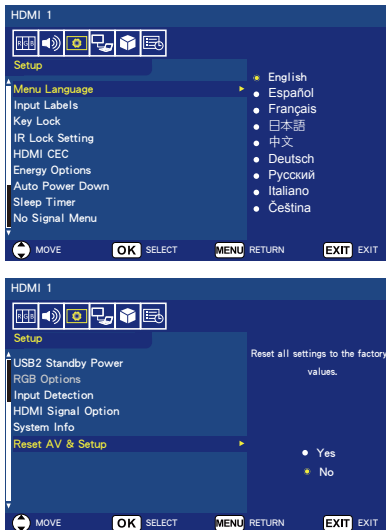 HDMI 1
RGB
Setup
Menu Language
Input Labels
Key Lock
IR Lock Setting
HDMI CEC
Energy Options
Auto Power Down
Sleep Timer
No Signal Menu
English
Español
Français
日本語
中文
Deutsch
Русский
Italiano
Čeština
MOVE OK SELECT MENU RETURN EXIT EXIT
HDMI 1
RGB
Setup
USB2 Standby Power
RGB Options
Input Detection
HDMI Signal Option
System Info
Reset AV & Setup
Reset all settings to the factory
values.
Yes
No
MOVE OK SELECT MENU RETURN EXIT EXIT